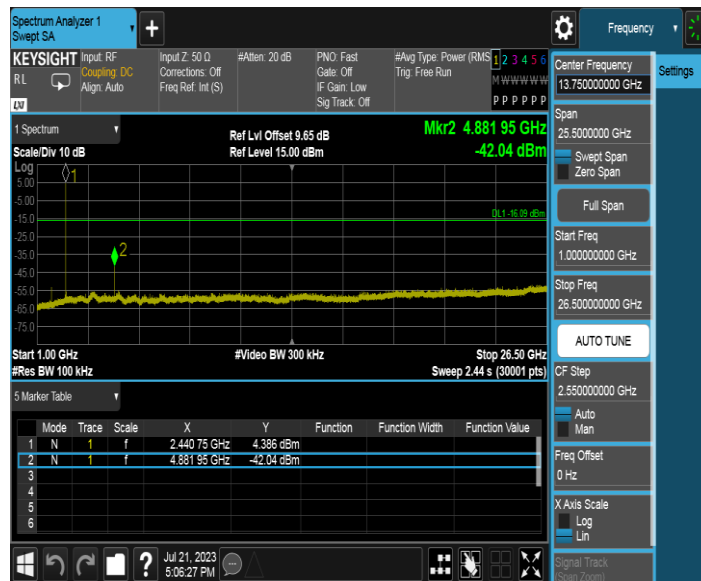 Spectrum Analyzer 1
Swept SA
+
Frequency
KEYSIGHT
RL
LXI
Input: RF
Coupling: DC
Align: Auto
Input Z: 50 Ω
Corrections: Off
Freq Ref: Int (S)
#Atten: 20 dB
PNO: Fast
Gate: Off
IF Gain: Low
Sig Track: Off
#Avg Type: Power (RMS
Trig: Free Run
1 2 3 4 5 6
M W W W W W
P P P P P P
Center Frequency
13.750000000 GHz
Settings
Span
25.5000000 GHz
Swept Span
Zero Span
Full Span
Start Freq
1.000000000 GHz
Stop Freq
26.500000000 GHz
AUTO TUNE
CF Step
2.550000000 GHz
Auto
Man
Freq Offset
0 Hz
X Axis Scale
Log
Lin
Signal Track
(Span Zoom)
1 Spectrum
Scale/Div 10 dB
Ref Lvl Offset 9.65 dB
Ref Level 15.00 dBm
Mkr2 4.881 95 GHz
-42.04 dBm
Log
1
5.00
-5.00
-15.0
DL1 -16.09 dBm
-25.0
2
-35.0
-45.0
-55.0
-65.0
-75.0
Start 1.00 GHz
#Video BW 300 kHz
Stop 26.50 GHz
#Res BW 100 kHz
Sweep 2.44 s (30001 pts)
5 Marker Table
Mode Trace Scale X Y Function Function Width Function Value
1 N 1 f 2.440 75 GHz 4.386 dBm
2 N 1 f 4.881 95 GHz -42.04 dBm
3
4
5
6
?
Jul 21, 2023
5:06:27 PM